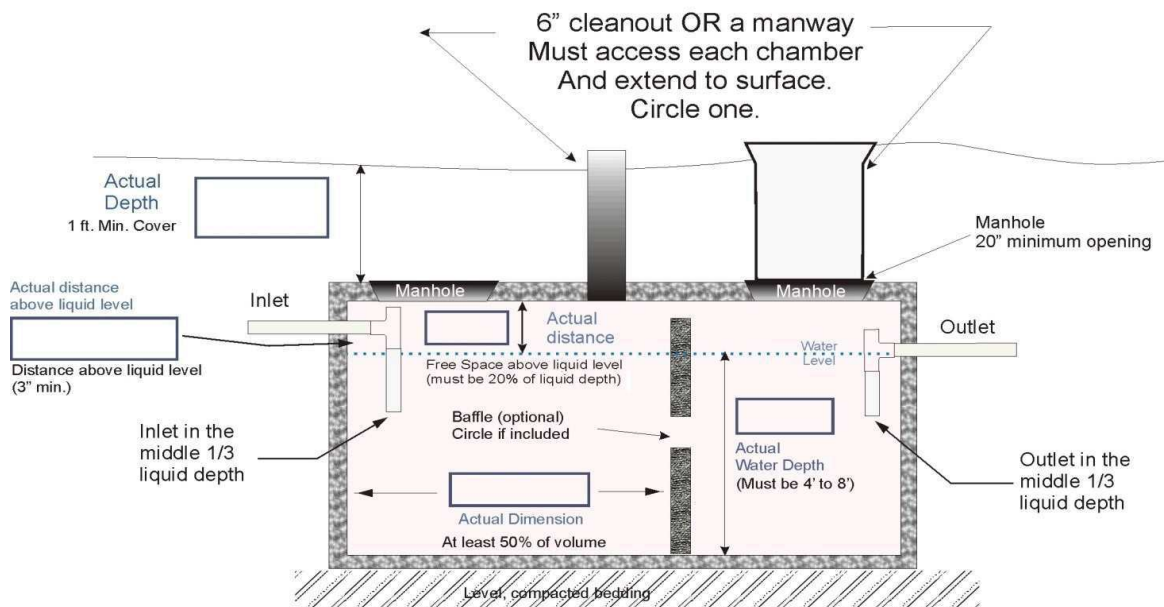 6” cleanout OR a manway
Must access each chamber
And extend to surface.
Circle one.
Actual
Depth
1 ft. Min. Cover
Manhole
20” minimum opening
Actual distance
above liquid level
Inlet
Manhole
Manhole
Actual
distance
Outlet
Water
Level
Distance above liquid level
(3” min.)
Free Space above liquid level
(must be 20% of liquid depth)
Baffle (optional)
Circle if included
Inlet in the
middle 1/3
liquid depth
Actual
Water Depth
(Must be 4’ to 8’)
Outlet in the
middle 1/3
liquid depth
Actual Dimension
At least 50% of volume
Level, compacted bedding